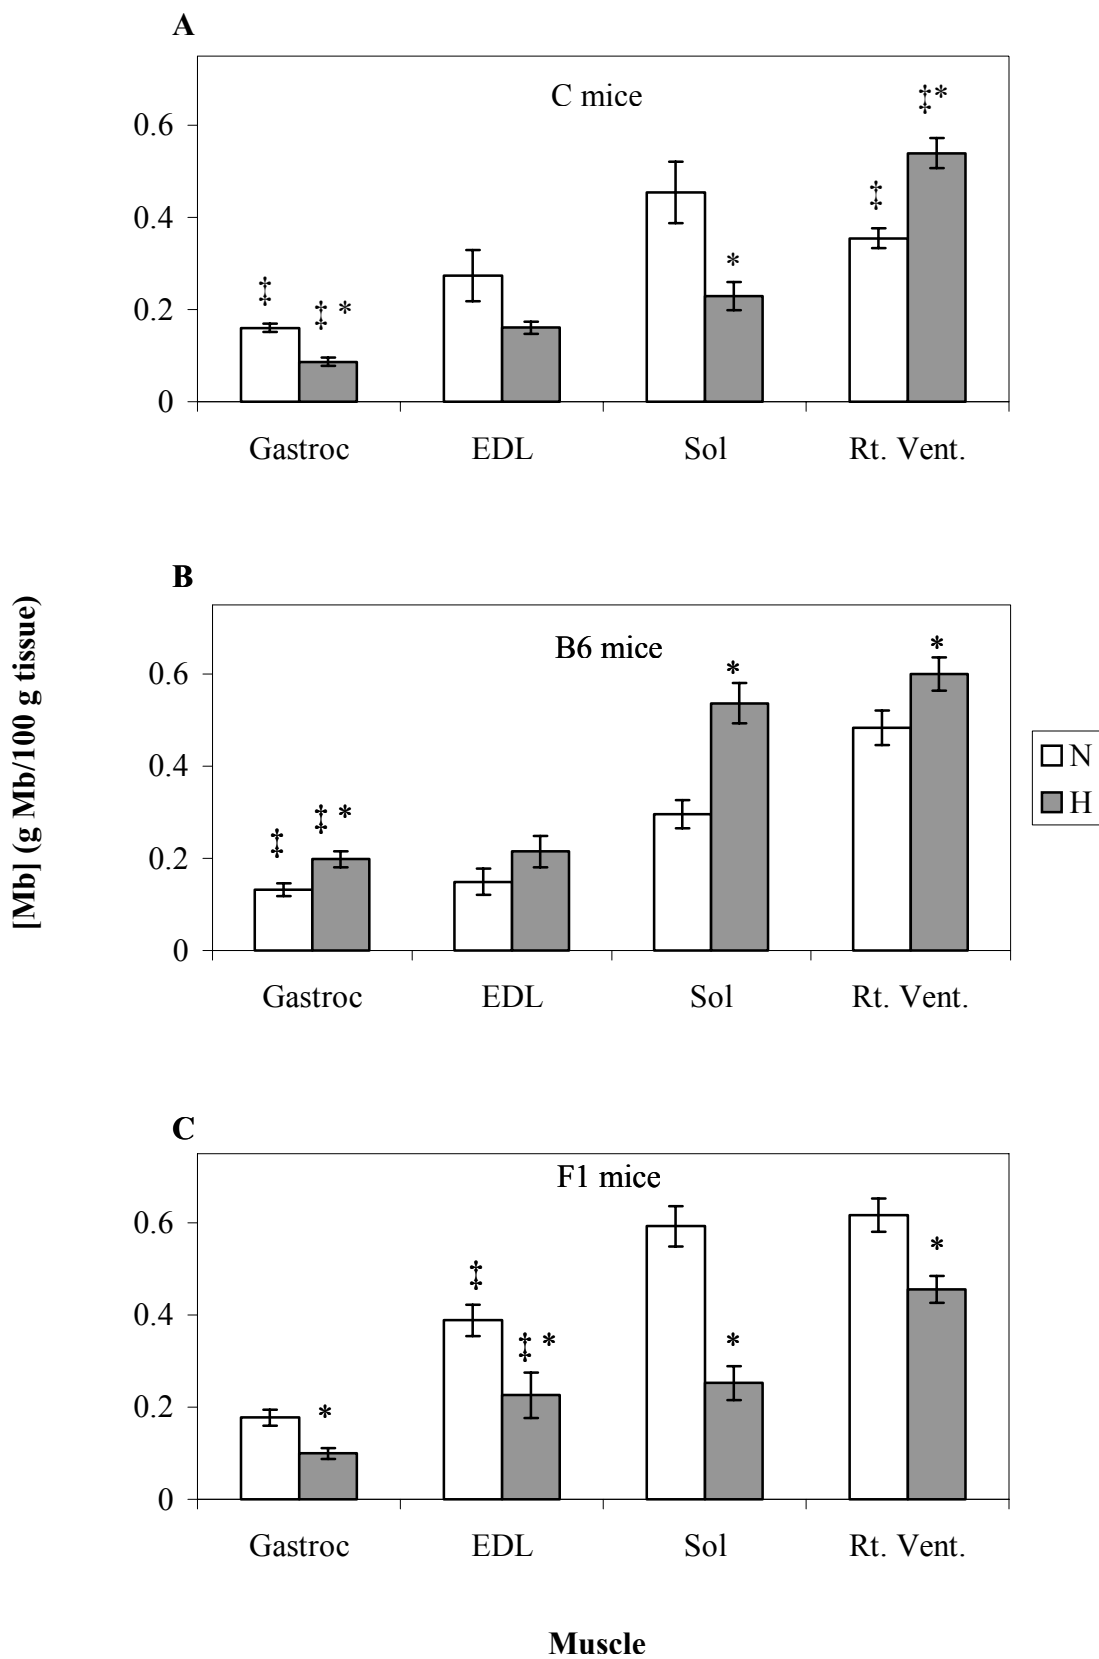 A
C mice
0.6
0.4
0.2
0
‡
‡ *
*
‡
‡*
Gastroc EDL Sol Rt. Vent.
[Mb] (g Mb/100 g tissue)
B
B6 mice
0.6
0.4
0.2
0
‡
‡ *
*
*
Gastroc EDL Sol Rt. Vent.
N
H
C
F1 mice
0.6
0.4
0.2
0
*
‡
‡ *
*
*
Gastroc EDL Sol Rt. Vent.
Muscle